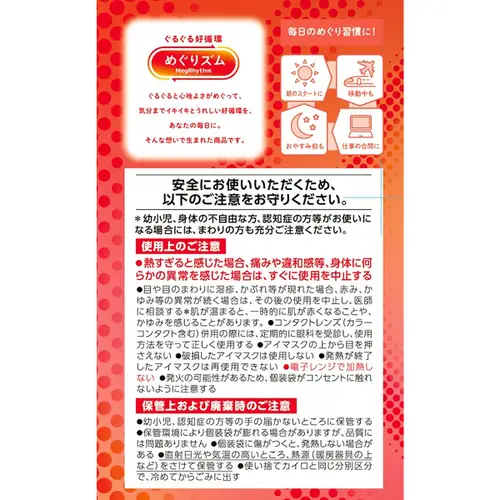 ぐるぐる好循環
めぐりズム
MegRhythm
ぐるぐると心地よさがめぐって、
気分までイキイキとうれしい好循環を、
あなたの毎日に。
そんな想いで生まれた商品です。
毎日のめぐり習慣に!
朝のスタートに
移動中も
おやすみ前も
仕事の合間に
安全にお使いいただくため、
以下のご注意をお守りください。
*幼小児、身体の不自由な方、認知症の方等がお使いに
なる場合には、まわりの方も充分ご注意ください。
使用上のご注意
●熱すぎると感じた場合、痛みや違和感等、身体に何
らかの異常を感じた場合は、すぐに使用を中止する
●目や目のまわりに湿疹、かぶれ等が現れた場合、赤み、か
ゆみ等の異常が続く場合は、その後の使用を中止し、医師
に相談する*肌が温まると、一時的に肌が赤くなることや、
かゆみを感じることがあります。●コンタクトレンズ(カラー
コンタクト含む)併用の際には、定期的に眼科を受診し、使用
方法を守って正しく使用する ●アイマスクの上から目を押
さえない ●破損したアイマスクは使用しない ●発熱が終了
したアイマスクは再使用できない ●電子レンジで加熱し
ない ●発火の可能性があるため、個装袋がコンセントに触れ
ないように注意する
保管上および廃棄時のご注意
●幼小児、認知症の方等の手の届かないところに保管する
●保管環境により個装袋が膨れる場合がありますが、品質に
は問題ありません ●個装袋に傷がつくと、発熱しない場合が
ある ●直射日光や気温の高いところ、熱源(暖房器具の上
など)をさけて保管する ●使い捨てカイロと同じ分別区分
で、冷めてからごみに出す